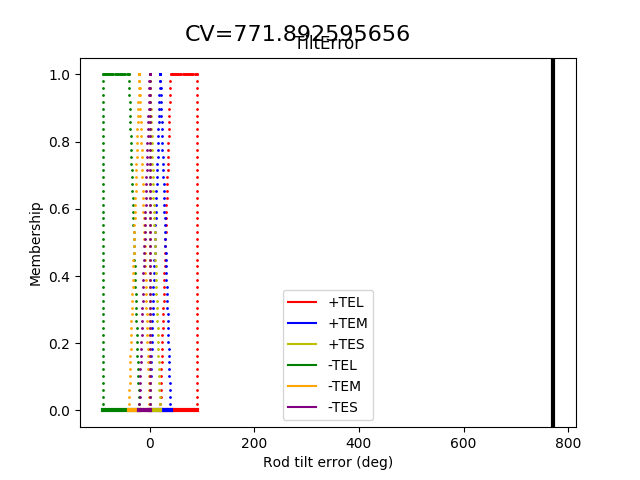 CV=771.892595656
TiltError
1.0
0.8
0.6
0.4
0.2
0.0
Membership
+TEL
+TEM
+TES
-TEL
-TEM
-TES
0 200 400 600 800
Rod tilt error (deg)